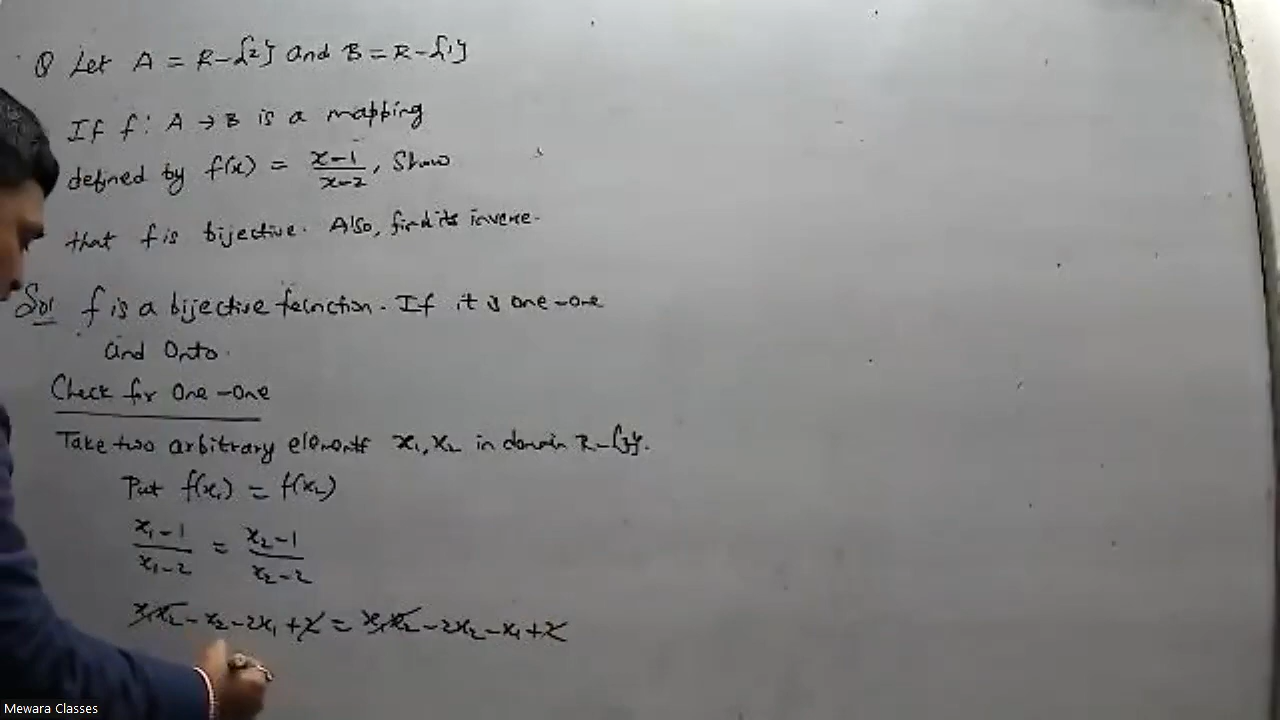 Q Let A = R-{2} and B = R-{1}
If f: A → B is a mapping
defined by f(x) = (x-1)/(x-2), Show
that f is bijective. Also, find its inverse.
Sol f is a bijective function. If it is one-one
and Onto.
Check for One-One
Take two arbitrary elements x₁, x₂ in domain R-{2}.
Put f(x₁) = f(x₂)
(x₁-1)/(x₁-2) = (x₂-1)/(x₂-2)
x₁x₂ - x₂ - 2x₁ + 2 = x₁x₂ - 2x₂ - x₁ + 2
Mewara Classes